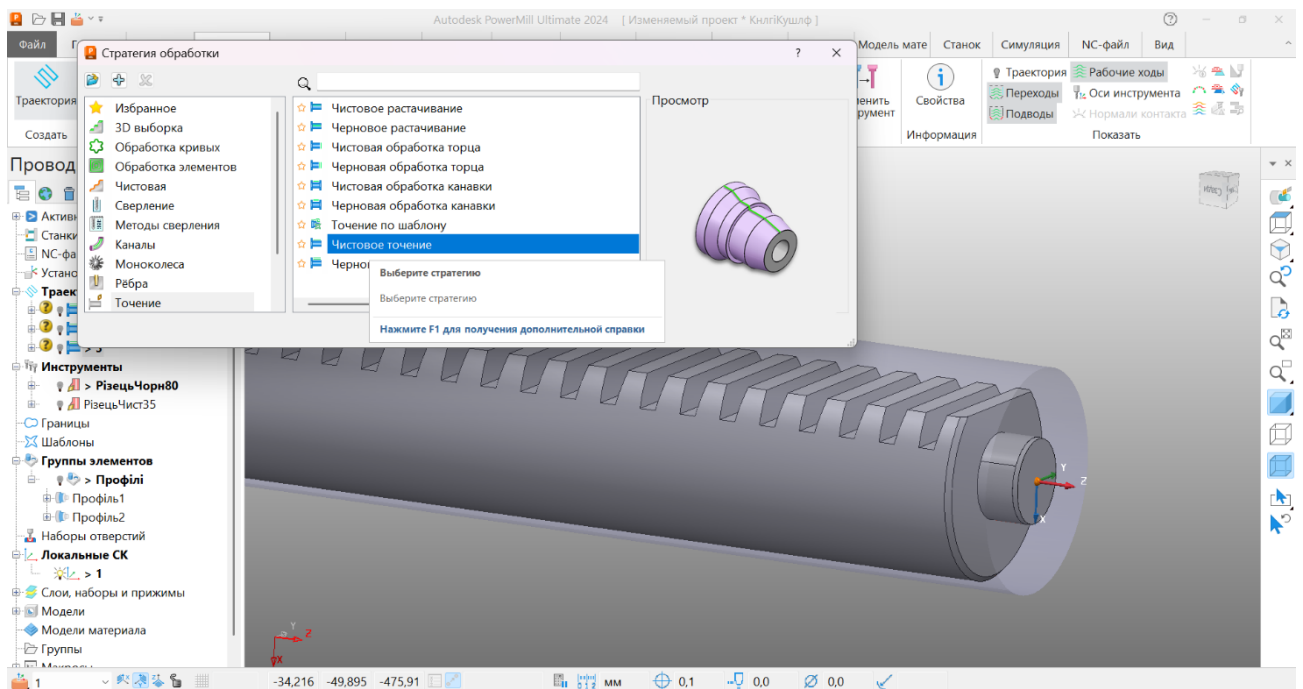 Autodesk PowerMill Ultimate 2024 [ Изменяемый проект * КнлгіКушлф ]
Файл
Модель мате Станок Симуляция NC-файл Вид
Стратегия обработки ? ×
Траектория
Создать
Избранное
3D выборка
Обработка кривых
Обработка элементов
Чистовая
Сверление
Методы сверления
Каналы
Моноколеса
Рёбра
Точение
Чистовое растачивание
Черновое растачивание
Чистовая обработка торца
Черновая обработка торца
Чистовая обработка канавки
Черновая обработка канавки
Точение по шаблону
Чистовое точение
Черно
Выберите стратегию
Выберите стратегию
Нажмите F1 для получения дополнительной справки
Просмотр
Свойства
Информация
Траектория Рабочие ходы
Переходы Оси инструмента
Подводы Нормали контакта
Показать
Провод
Актив
Станки
NC-фа
Устано
Траек
> 3
Инструменты
> РізецьЧорн80
РізецьЧист35
Границы
Шаблоны
Группы элементов
> Профілі
Профіль1
Профіль2
Наборы отверстий
Локальные СК
> 1
Слои, наборы и прижимы
Модели
Модели материала
Группы
Y
Z
X
Y
Z
X
1 -34,216 -49,895 -475,91 мм 0,1 0,0 0,0